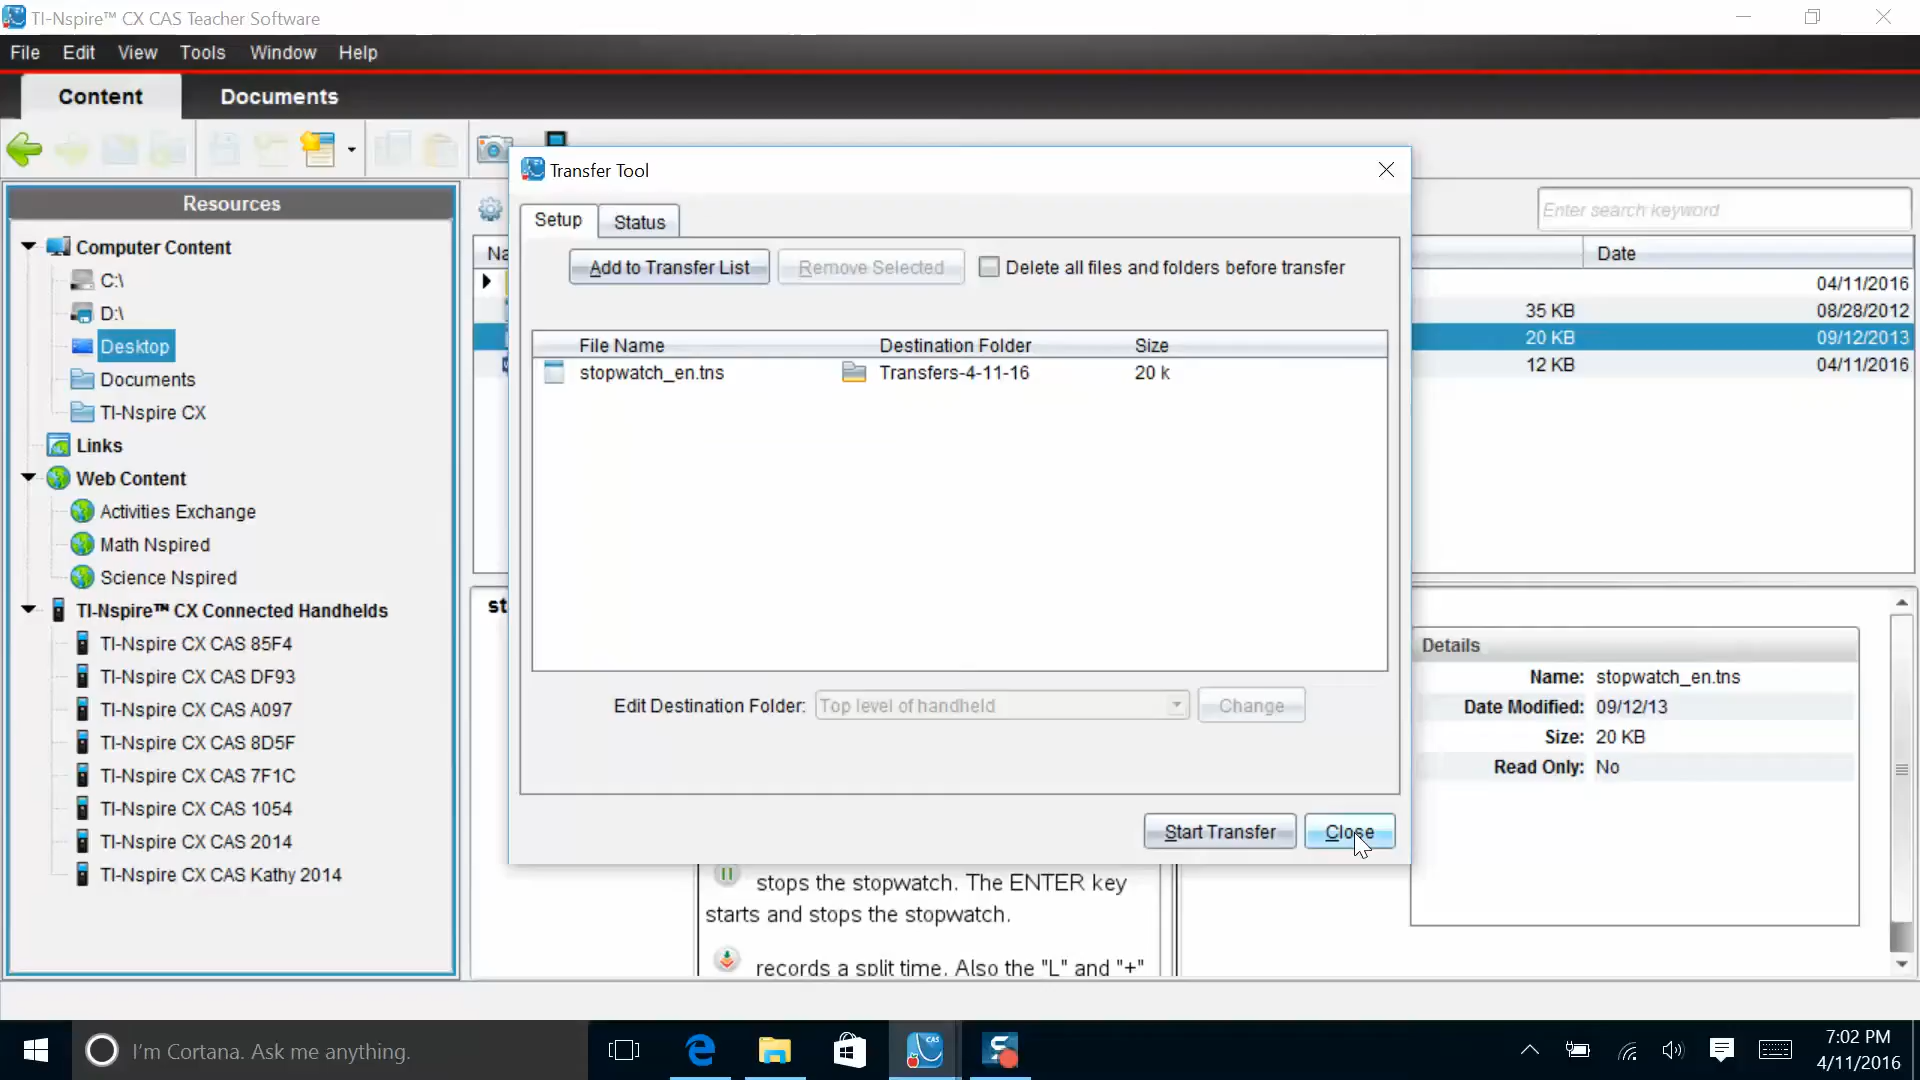 TI-Nspire™ CX CAS Teacher Software
File Edit View Tools Window Help
Content Documents
Resources
Computer Content
C:\
D:\
Desktop
Documents
TI-Nspire CX
Links
Web Content
Activities Exchange
Math Nspired
Science Nspired
TI-Nspire™ CX Connected Handhelds
TI-Nspire CX CAS 85F4
TI-Nspire CX CAS DF93
TI-Nspire CX CAS A097
TI-Nspire CX CAS 8D5F
TI-Nspire CX CAS 7F1C
TI-Nspire CX CAS 1054
TI-Nspire CX CAS 2014
TI-Nspire CX CAS Kathy 2014
Enter search keyword
Na Date
04/11/2016
35 KB 08/28/2012
20 KB 09/12/2013
12 KB 04/11/2016
Transfer Tool
Setup Status
Add to Transfer List Remove Selected Delete all files and folders before transfer
File Name Destination Folder Size
stopwatch_en.tns Transfers-4-11-16 20 k
Edit Destination Folder: Top level of handheld Change
Start Transfer Close
st
stops the stopwatch. The ENTER key
starts and stops the stopwatch.
records a split time. Also the "L" and "+"
Details
Name: stopwatch_en.tns
Date Modified: 09/12/13
Size: 20 KB
Read Only: No
I'm Cortana. Ask me anything.
CAS
S
7:02 PM
4/11/2016